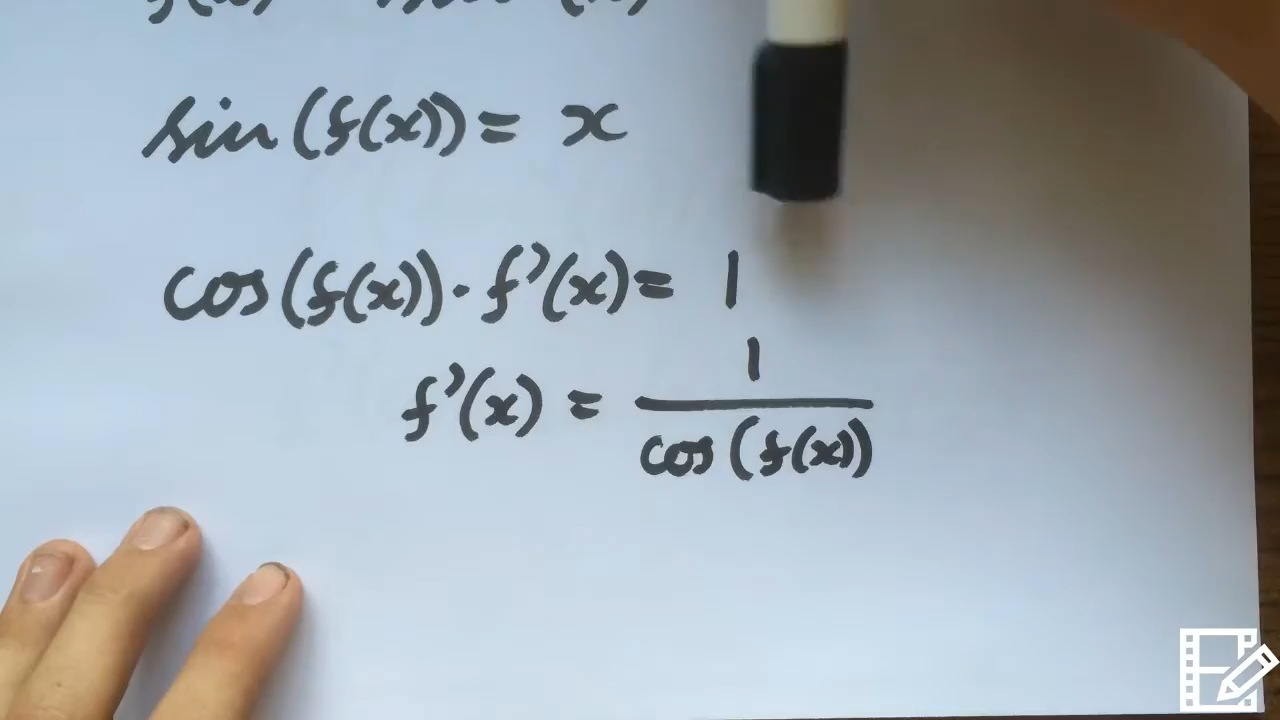 sin(f(x)) = x
cos(f(x)) · f'(x) = 1
f'(x) = 1 / cos(f(x))